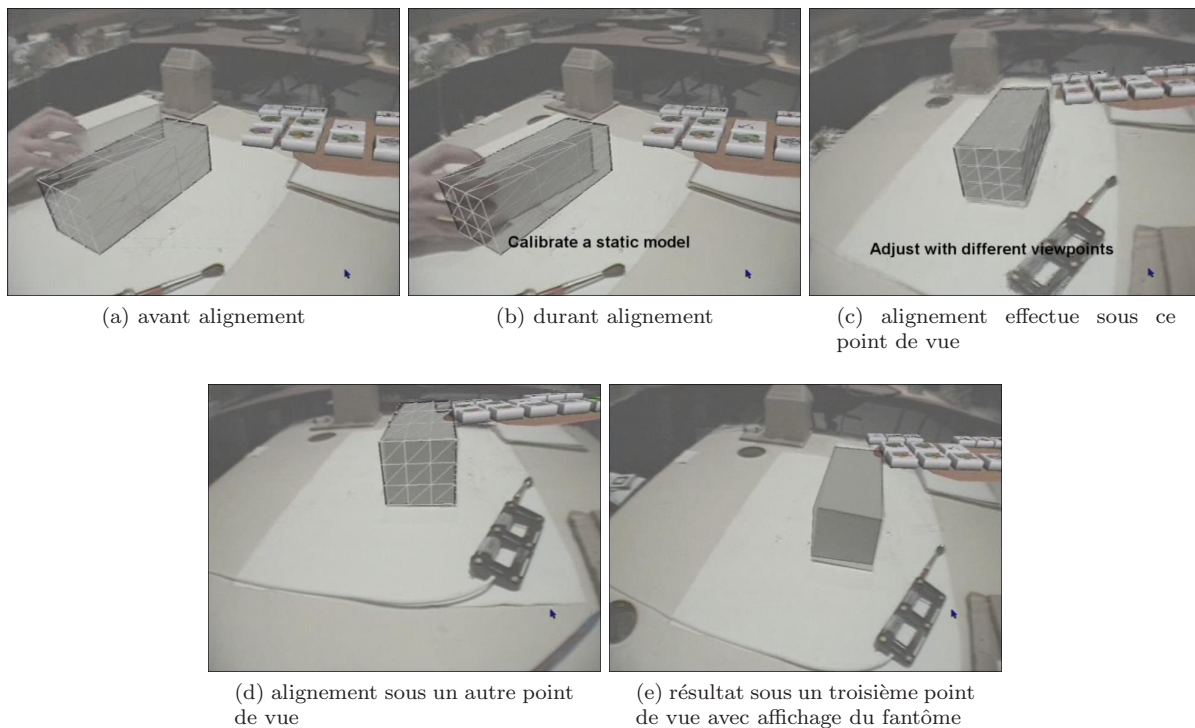 Calibrate a static model
Adjust with different viewpoints
(a) avant alignement
(b) durant alignement
(c) alignement effectue sous ce
point de vue
(d) alignement sous un autre point
de vue
(e) résultat sous un troisième point
de vue avec affichage du fantôme